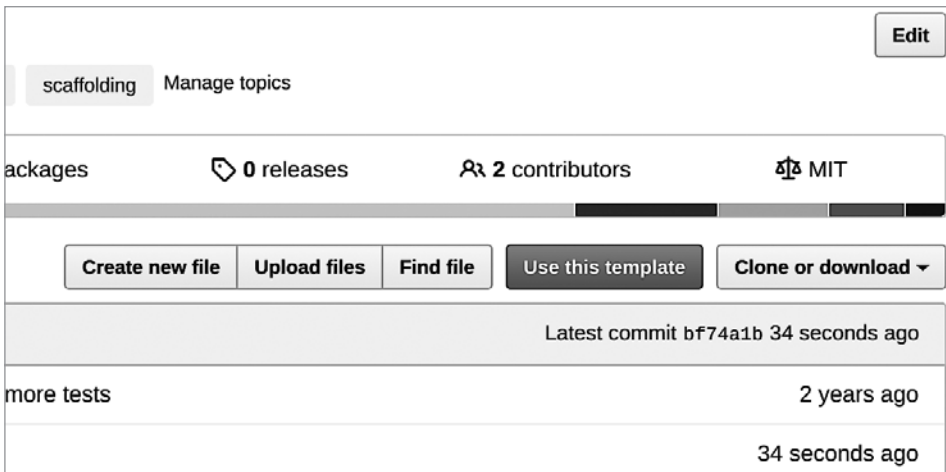 Edit
scaffolding Manage topics
ackages 0 releases 2 contributors MIT
Create new file Upload files Find file Use this template Clone or download
Latest commit bf74a1b 34 seconds ago
more tests 2 years ago
34 seconds ago